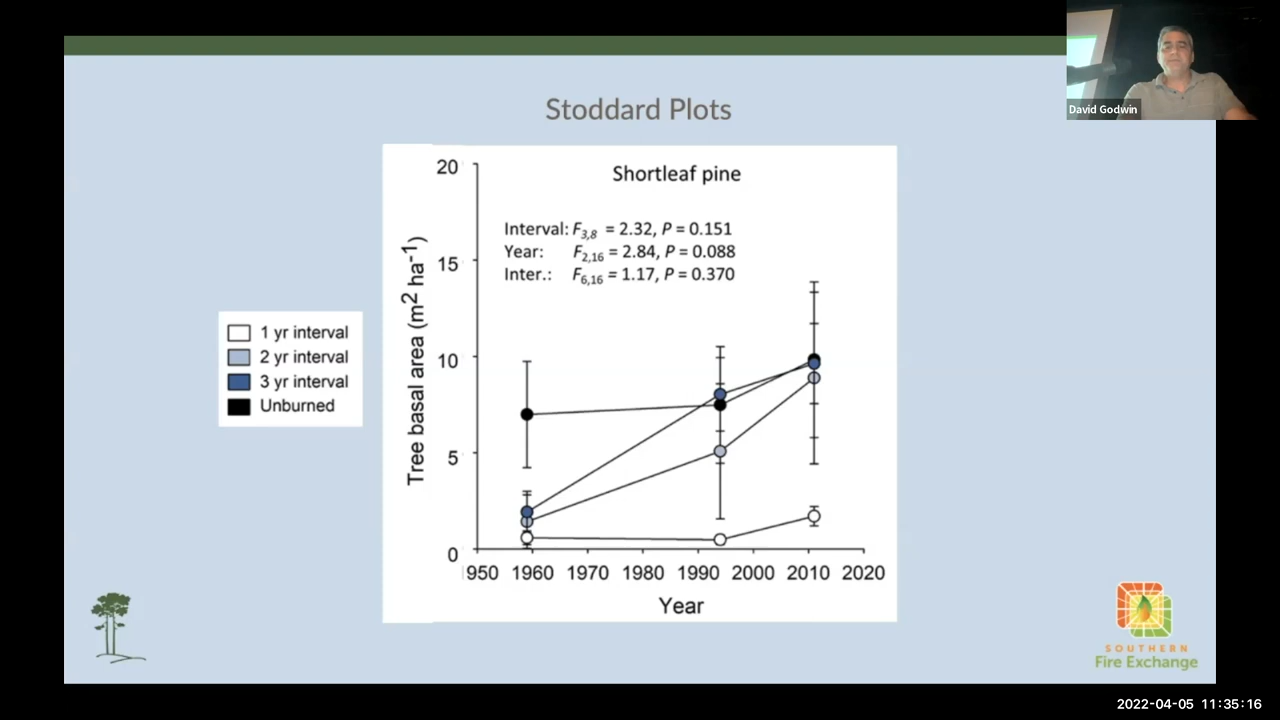 David Godwin
Stoddard Plots
Shortleaf pine
Interval: F3,8 = 2.32, P = 0.151
Year: F2,16 = 2.84, P = 0.088
Inter.: F6,16 = 1.17, P = 0.370
Tree basal area (m2 ha-1)
20
15
10
5
0
950 1960 1970 1980 1990 2000 2010 2020
Year
1 yr interval
2 yr interval
3 yr interval
Unburned
SOUTHERN
Fire Exchange
2022-04-05 11:35:16